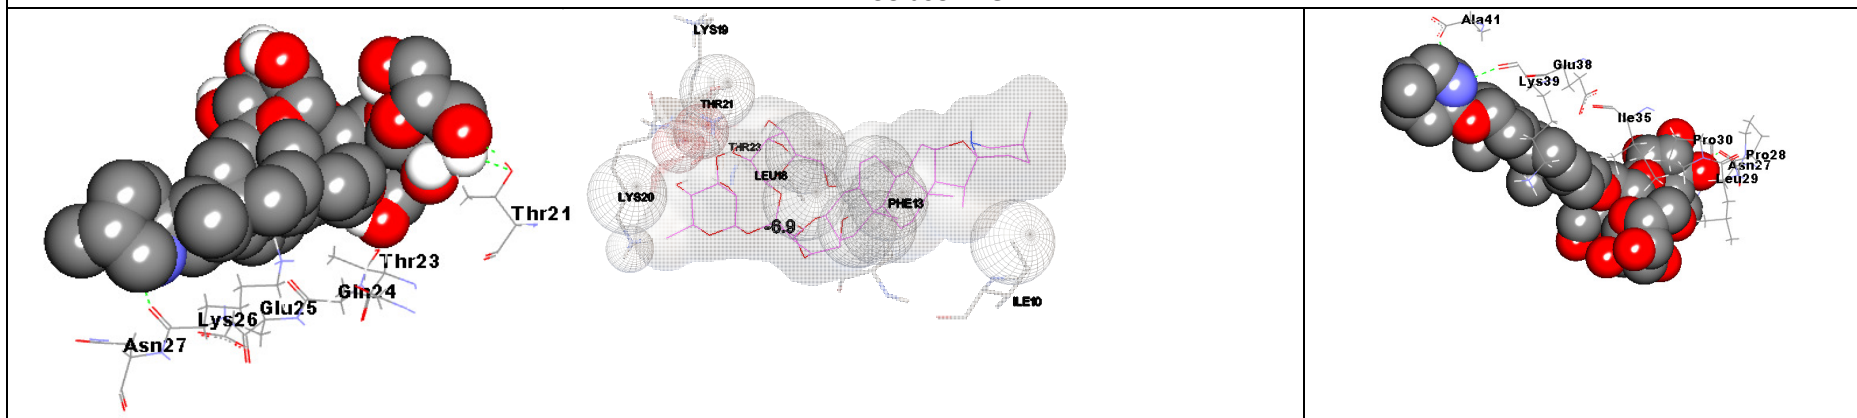 Thr21
Thr23
Gln24
Glu25
Lys26
Asn27
LYS19
THR21
THR23
LEU16
LYS20
PHE13
-6.9
ILE10
Ala41
Glu38
Lys39
Ile35
Pro30
Pro28
Asn27
Leu29